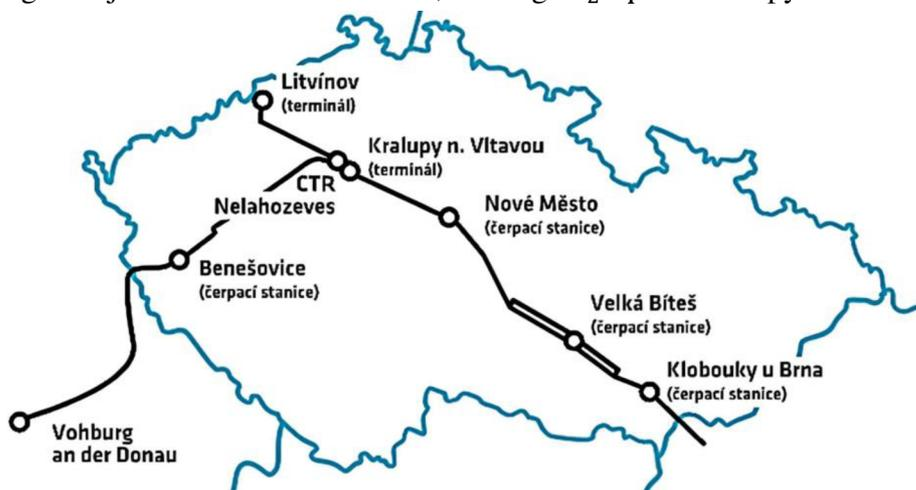 Litvínov
(terminál)
Kralupy n. Vltavou
(terminál)
CTR
Nelahozeves
Nové Město
(čerpací stanice)
Benešovice
(čerpací stanice)
Velká Bíteš
(čerpací stanice)
Klobouky u Brna
(čerpací stanice)
Vohburg
an der Donau